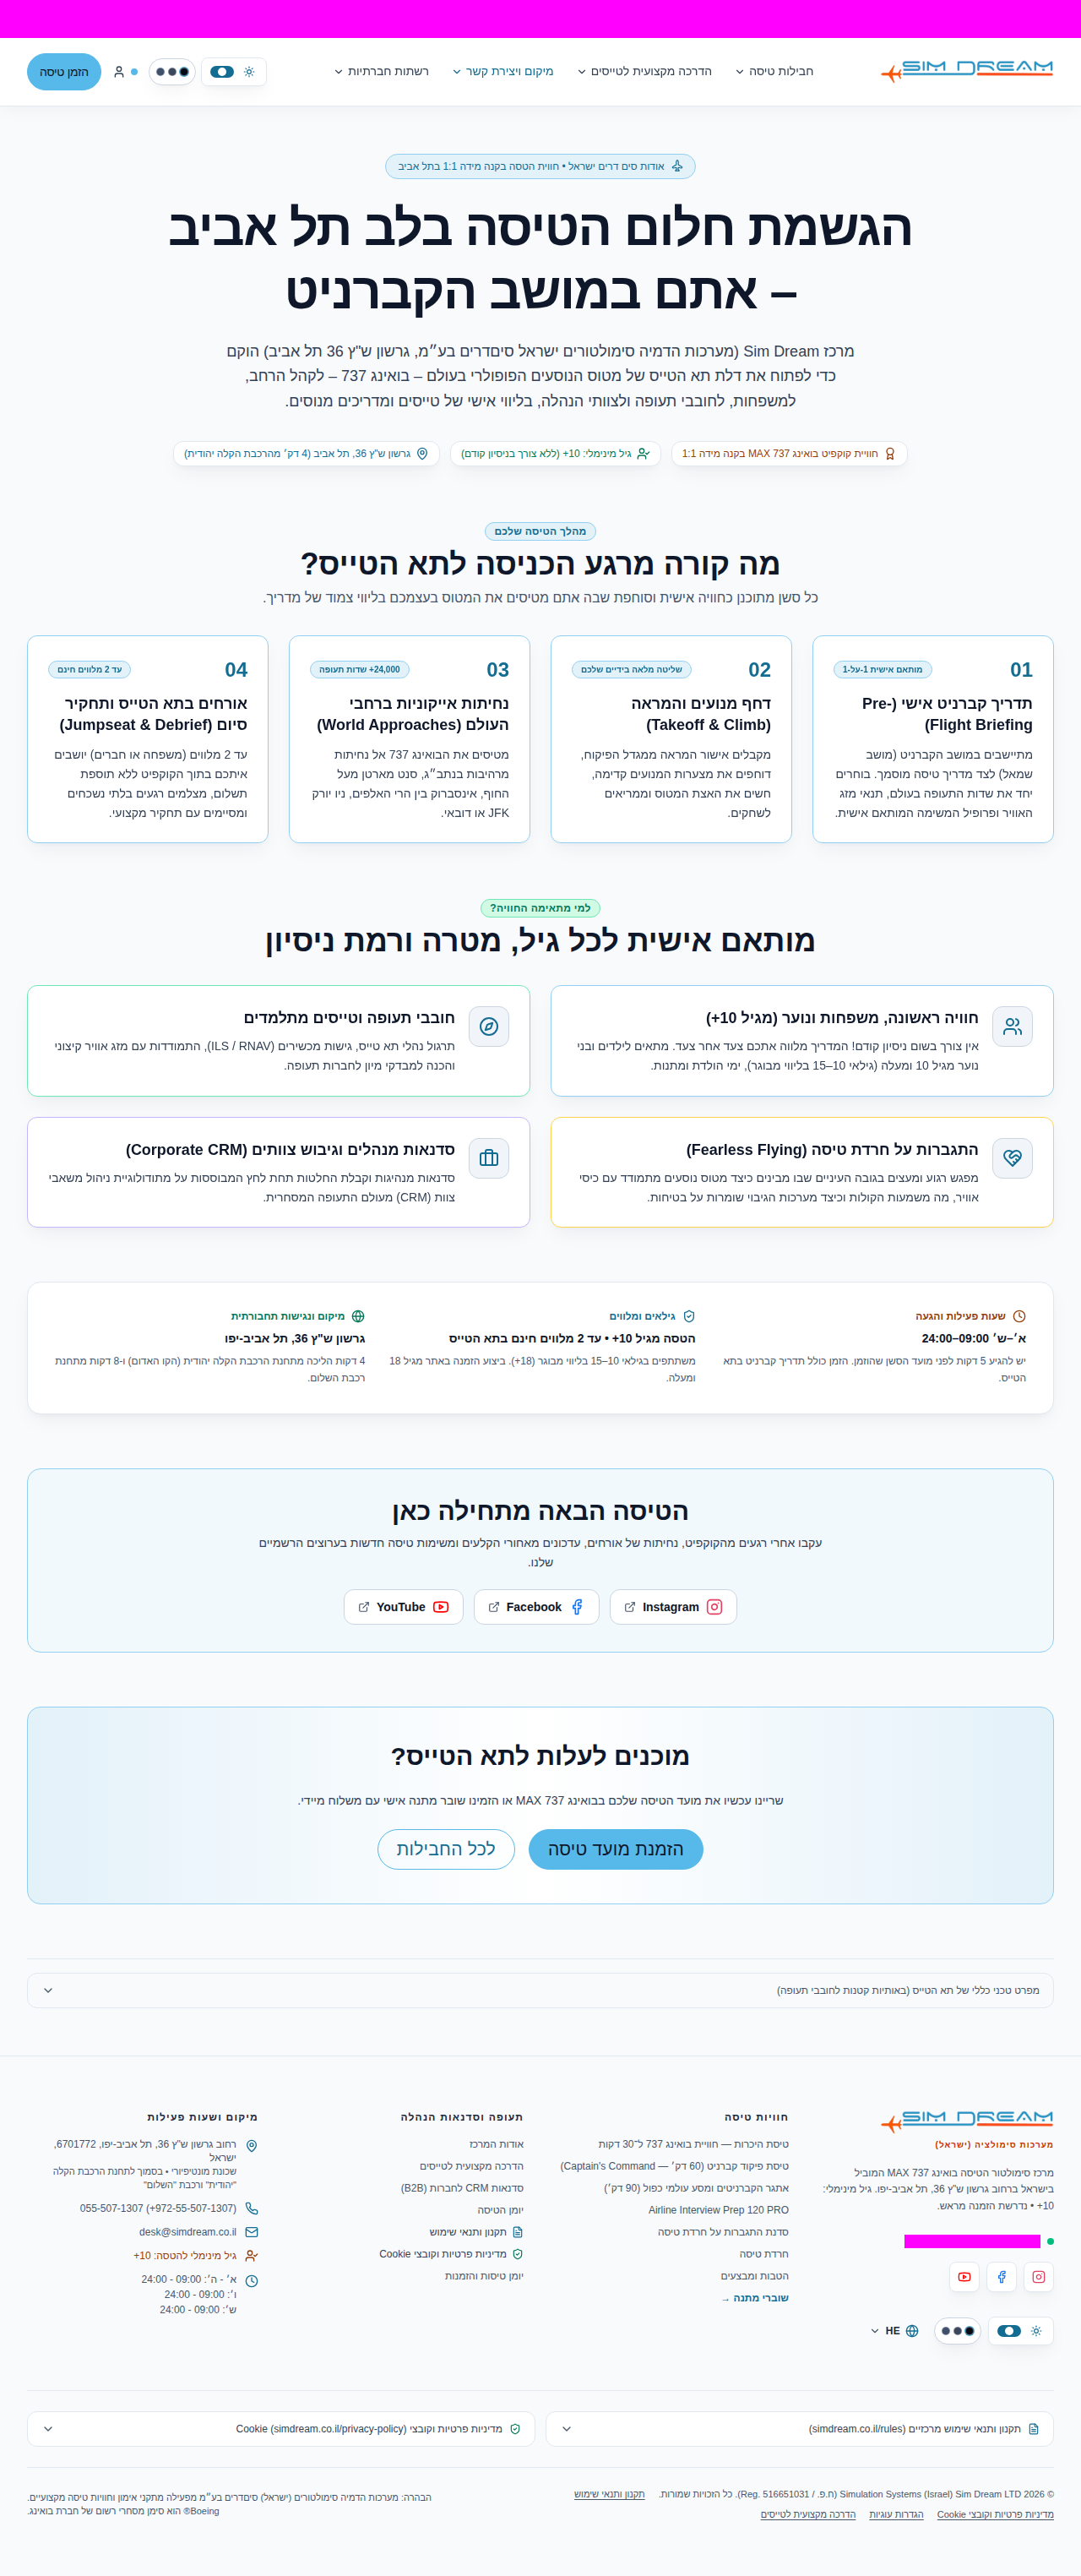 SIM DREAM
חבילות טיסה
הדרכה מקצועית לטייסים
מיקום ויצירת קשר
רשתות חברתיות
הזמן טיסה
אודות סים דרים ישראל • חווית הטסה בקנה מידה 1:1 בתל אביב
הגשמת חלום הטיסה בלב תל אביב
– אתם במושב הקברניט
מרכז Sim Dream (מערכות הדמיה סימולטורים ישראל סימדרים בע״מ, גרשון ש"ץ 36 תל אביב) הוקם
כדי לפתוח את דלת תא הטייס של מטוס הנוסעים הפופולרי בעולם – בואינג 737 – לקהל הרחב,
למשפחות, לחובבי תעופה ולצוותי הנהלה, בליווי אישי של טייסים ומדריכים מנוסים.
חוויית קוקפיט בואינג 737 MAX בקנה מידה 1:1
גיל מינימלי: 10+ (ללא צורך בניסיון קודם)
גרשון ש"ץ 36, תל אביב (4 דק׳ מהרכבת הקלה יהודית)
מהלך הטיסה שלכם
מה קורה מרגע הכניסה לתא הטייס?
כל סשן מתוכנן כחוויה אישית וסוחפת שבה אתם מטיסים את המטוס בעצמכם בליווי צמוד של מדריך.
01
מותאם אישית 1-על-1
תדריך קברניט אישי (Pre-
Flight Briefing)
מתיישבים במושב הקברניט (מושב
שמאל) לצד מדריך טיסה מוסמך. בוחרים
יחד את שדות התעופה בעולם, תנאי מזג
האוויר ופרופיל המשימה המותאם אישית.
02
שליטה מלאה בידיים שלכם
דחף מנועים והמראה
(Takeoff & Climb)
מקבלים אישור המראה ממגדל הפיקוח,
דוחפים את מצערות המנועים קדימה,
חשים את האצת המטוס וממריאים
לשחקים.
03
24,000+ שדות תעופה
נחיתות אייקוניות ברחבי
העולם (World Approaches)
מטיסים את הבואינג 737 אל נחיתות
מרהיבות בנתב״ג, סנט מארטן מעל
החוף, אינסברוק בין הרי האלפים, ניו יורק
JFK או דובאי.
04
עד 2 מלווים חינם
אורחים בתא הטייס ותחקיר
סיום (Jumpseat & Debrief)
עד 2 מלווים (משפחה או חברים) יושבים
איתכם בתוך הקוקפיט ללא תוספת
תשלום, מצלמים רגעים בלתי נשכחים
ומסיימים עם תחקיר מקצועי.
למי מתאימה החוויה?
מותאם אישית לכל גיל, מטרה ורמת ניסיון
חוויה ראשונה, משפחות ונוער (מגיל 10+)
אין צורך בשום ניסיון קודם! המדריך מלווה אתכם צעד אחר צעד. מתאים לילדים ובני
נוער מגיל 10 ומעלה (גילאי 10–15 בליווי מבוגר), ימי הולדת ומתנות.
חובבי תעופה וטייסים מתלמדים
תרגול נהלי תא טייס, גישות מכשירים (ILS / RNAV), התמודדות עם מזג אוויר קיצוני
והכנה למבדקי מיון לחברות תעופה.
התגברות על חרדת טיסה (Fearless Flying)
מפגש רגוע ומעצים בגובה העיניים שבו מבינים כיצד מטוס נוסעים מתמודד עם כיסי
אוויר, מה משמעות הקולות וכיצד מערכות הגיבוי שומרות על בטיחות.
סדנאות מנהלים וגיבוש צוותים (Corporate CRM)
סדנאות מנהיגות וקבלת החלטות תחת לחץ המבוססות על מתודולוגיית ניהול משאבי
צוות (CRM) מעולם התעופה המסחרית.
שעות פעילות והגעה
א׳–ש׳ 09:00–24:00
יש להגיע 5 דקות לפני מועד הסשן שהוזמן. הזמן כולל תדריך קברניט בתא
הטייס.
גילאים ומלווים
הטסה מגיל 10+ • עד 2 מלווים חינם בתא הטייס
משתתפים בגילאי 10–15 בליווי מבוגר (18+). ביצוע הזמנה באתר מגיל 18
ומעלה.
מיקום ונגישות תחבורתית
גרשון ש"ץ 36, תל אביב-יפו
4 דקות הליכה מתחנת הרכבת הקלה יהודית (הקו האדום) ו-8 דקות מתחנת
רכבת השלום.
הטיסה הבאה מתחילה כאן
עקבו אחרי רגעים מהקוקפיט, נחיתות של אורחים, עדכונים מאחורי הקלעים ומשימות טיסה חדשות בערוצים הרשמיים
שלנו.
Instagram
Facebook
YouTube
מוכנים לעלות לתא הטייס?
שריינו עכשיו את מועד הטיסה שלכם בבואינג 737 MAX או הזמינו שובר מתנה אישי עם משלוח מיידי.
הזמנת מועד טיסה
לכל החבילות
מפרט טכני כללי של תא הטייס (באותיות קטנות לחובבי תעופה)
SIM DREAM
מערכות סימולציה (ישראל)
מרכז סימולטור הטיסה בואינג 737 MAX המוביל
בישראל ברחוב גרשון ש"ץ 36, תל אביב-יפו. גיל מינימלי:
10+ • נדרשת הזמנה מראש.
HE
חוויות טיסה
טיסת היכרות — חוויית בואינג 737 ל־30 דקות
טיסת פיקוד קברניט (60 דק׳ — Captain's Command)
אתגר הקברניטים ומסע עולמי כפול (90 דק׳)
Airline Interview Prep 120 PRO
סדנת התגברות על חרדת טיסה
חרדת טיסה
הטבות ומבצעים
שוברי מתנה →
תעופה וסדנאות הנהלה
אודות המרכז
הדרכה מקצועית לטייסים
סדנאות CRM לחברות (B2B)
יומן הטיסה
תקנון ותנאי שימוש
מדיניות פרטיות וקובצי Cookie
יומן טיסות והזמנות
מיקום ושעות פעילות
רחוב גרשון ש"ץ 36, תל אביב-יפו, 6701772,
ישראל
שכונת מונטיפיורי • בסמוך לתחנת הרכבת הקלה
"יהודית" ורכבת "השלום"
055-507-1307 (+972-55-507-1307)
desk@simdream.co.il
גיל מינימלי להטסה: 10+
א׳ - ה׳: 09:00 - 24:00
ו׳: 09:00 - 24:00
ש׳: 09:00 - 24:00
תקנון ותנאי שימוש מרכזיים (simdream.co.il/rules)
מדיניות פרטיות וקובצי Cookie (simdream.co.il/privacy-policy)
© 2026 Simulation Systems (Israel) Sim Dream LTD (ח.פ. / Reg. 516651031). כל הזכויות שמורות.
תקנון ותנאי שימוש
מדיניות פרטיות וקובצי Cookie
הגדרות עוגיות
הדרכה מקצועית לטייסים
הבהרה: מערכות הדמיה סימולטורים (ישראל) סימדרים בע״מ מפעילה מתקני אימון וחוויות טיסה מקצועיים.
Boeing® הוא סימן מסחרי רשום של חברת בואינג.